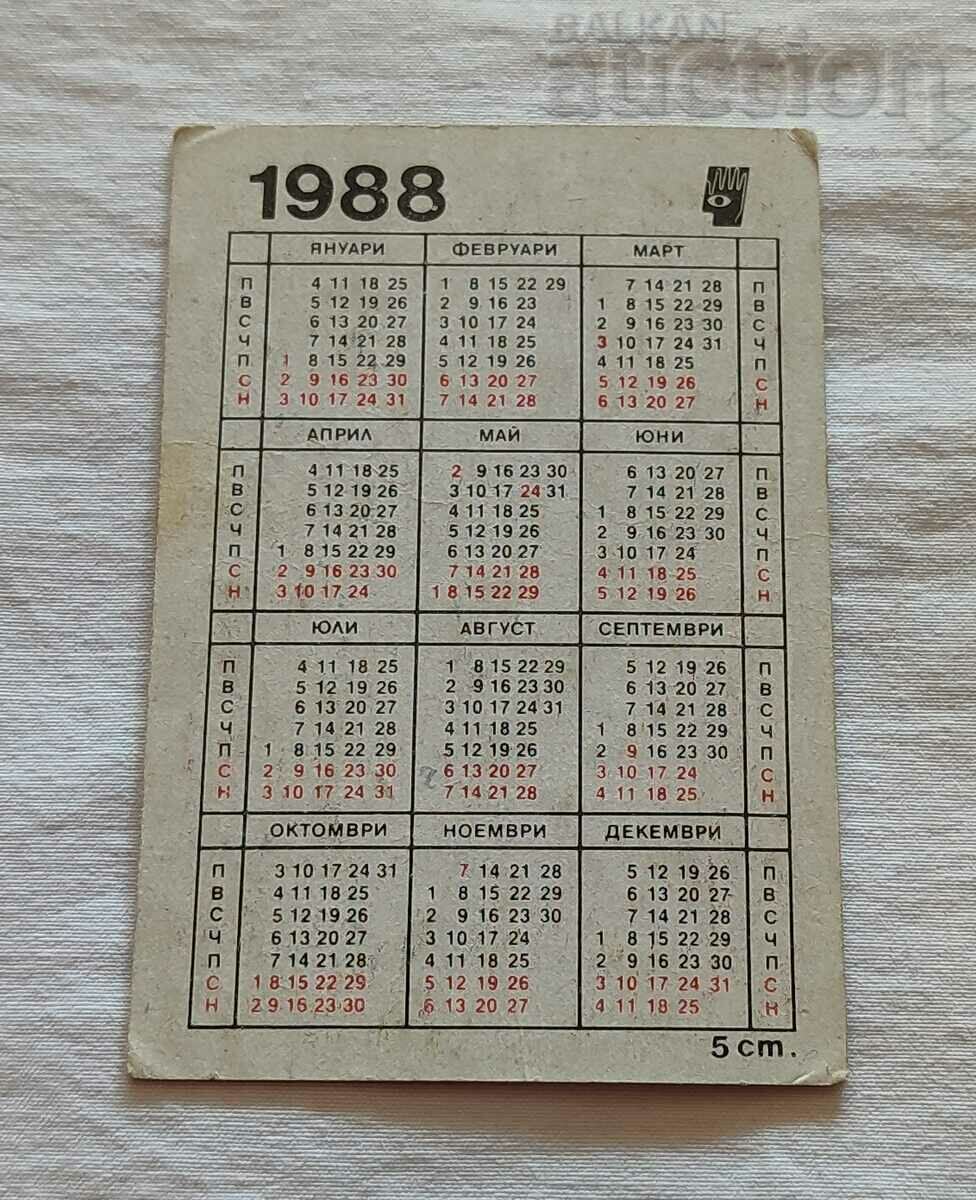 BALKAN
auction
1988
ЯНУАРИ ФЕВРУАРИ МАРТ
П 4 11 18 25 1 8 15 22 29 7 14 21 28 П
В 5 12 19 26 2 9 16 23 1 8 15 22 29 В
С 6 13 20 27 3 10 17 24 2 9 16 23 30 С
Ч 7 14 21 28 4 11 18 25 3 10 17 24 31 Ч
П 1 8 15 22 29 5 12 19 26 4 11 18 25 П
С 2 9 16 23 30 6 13 20 27 5 12 19 26 С
Н 3 10 17 24 31 7 14 21 28 6 13 20 27 Н
АПРИЛ МАЙ ЮНИ
П 4 11 18 25 2 9 16 23 30 6 13 20 27 П
В 5 12 19 26 3 10 17 24 31 7 14 21 28 В
С 6 13 20 27 4 11 18 25 1 8 15 22 29 С
Ч 7 14 21 28 5 12 19 26 2 9 16 23 30 Ч
П 1 8 15 22 29 6 13 20 27 3 10 17 24 П
С 2 9 16 23 30 7 14 21 28 4 11 18 25 С
Н 3 10 17 24 1 8 15 22 29 5 12 19 26 Н
ЮЛИ АВГУСТ СЕПТЕМВРИ
П 4 11 18 25 1 8 15 22 29 5 12 19 26 П
В 5 12 19 26 2 9 16 23 30 6 13 20 27 В
С 6 13 20 27 3 10 17 24 31 7 14 21 28 С
Ч 7 14 21 28 4 11 18 25 1 8 15 22 29 Ч
П 1 8 15 22 29 5 12 19 26 2 9 16 23 30 П
С 2 9 16 23 30 6 13 20 27 3 10 17 24 С
Н 3 10 17 24 31 7 14 21 28 4 11 18 25 Н
ОКТОМВРИ НОЕМВРИ ДЕКЕМВРИ
П 3 10 17 24 31 7 14 21 28 5 12 19 26 П
В 4 11 18 25 1 8 15 22 29 6 13 20 27 В
С 5 12 19 26 2 9 16 23 30 7 14 21 28 С
Ч 6 13 20 27 3 10 17 24 1 8 15 22 29 Ч
П 7 14 21 28 4 11 18 25 2 9 16 23 30 П
С 1 8 15 22 29 5 12 19 26 3 10 17 24 31 С
Н 2 9 16 23 30 6 13 20 27 4 11 18 25 Н
5 cm.